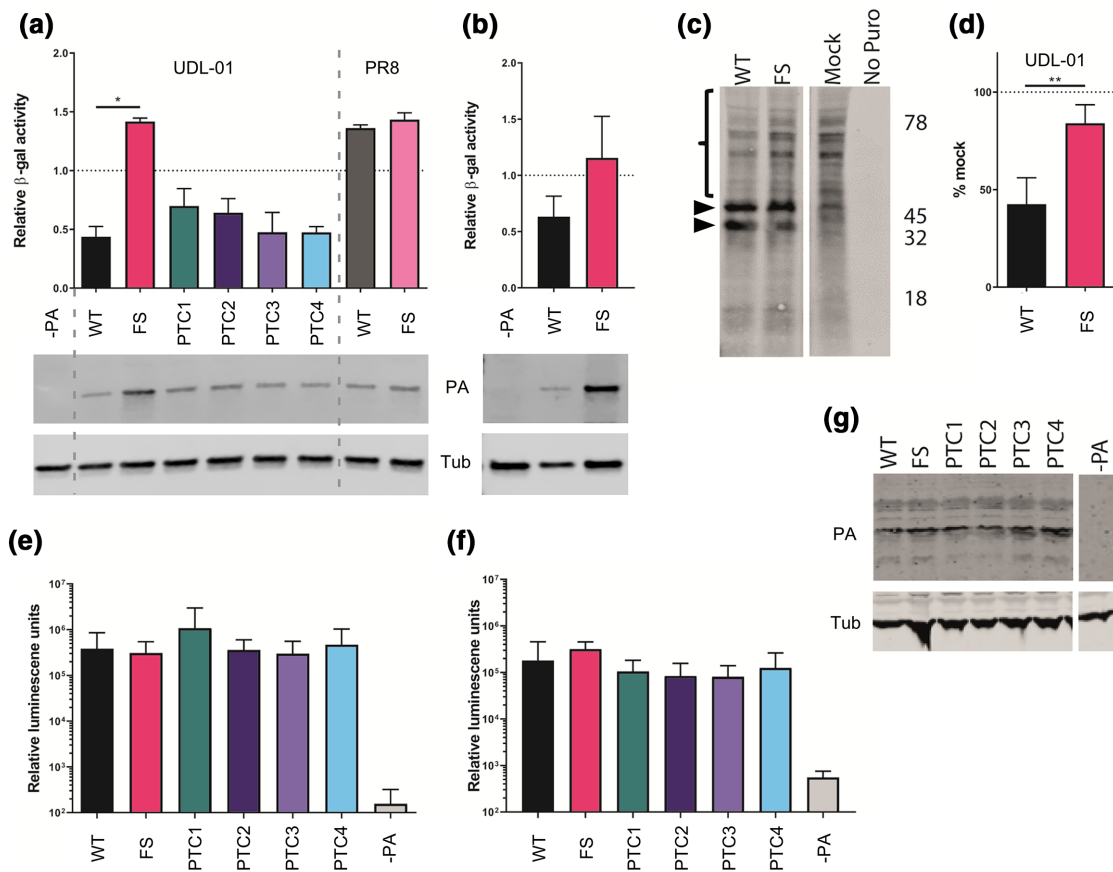 (a)
Relative β-gal activity
2.0
1.5
1.0
0.5
0.0
UDL-01
PR8
*
-PA
WT
FS
PTC1
PTC2
PTC3
PTC4
WT
FS
PA
Tub
(b)
Relative β-gal activity
2.0
1.5
1.0
0.5
0.0
-PA
WT
FS
(c)
WT
FS
Mock
No Puro
78
45
32
18
(d)
UDL-01
**
% mock
100
50
0
WT
FS
(e)
Relative luminescene units
10⁷
10⁶
10⁵
10⁴
10³
10²
WT
FS
PTC1
PTC2
PTC3
PTC4
-PA
(f)
Relative luminescene units
10⁷
10⁶
10⁵
10⁴
10³
10²
WT
FS
PTC1
PTC2
PTC3
PTC4
-PA
(g)
WT
FS
PTC1
PTC2
PTC3
PTC4
-PA
PA
Tub